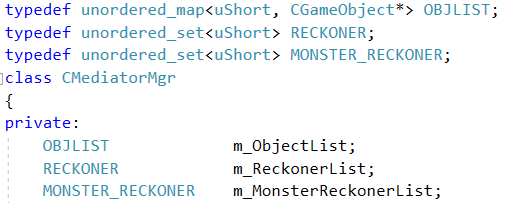 typedef unordered_map<uShort, CGameObject*> OBJLIST;
typedef unordered_set<uShort> RECKONER;
typedef unordered_set<uShort> MONSTER_RECKONER;
class CMediatorMgr
{
private:
    OBJLIST            m_ObjectList;
    RECKONER           m_ReckonerList;
    MONSTER_RECKONER   m_MonsterReckonerList;